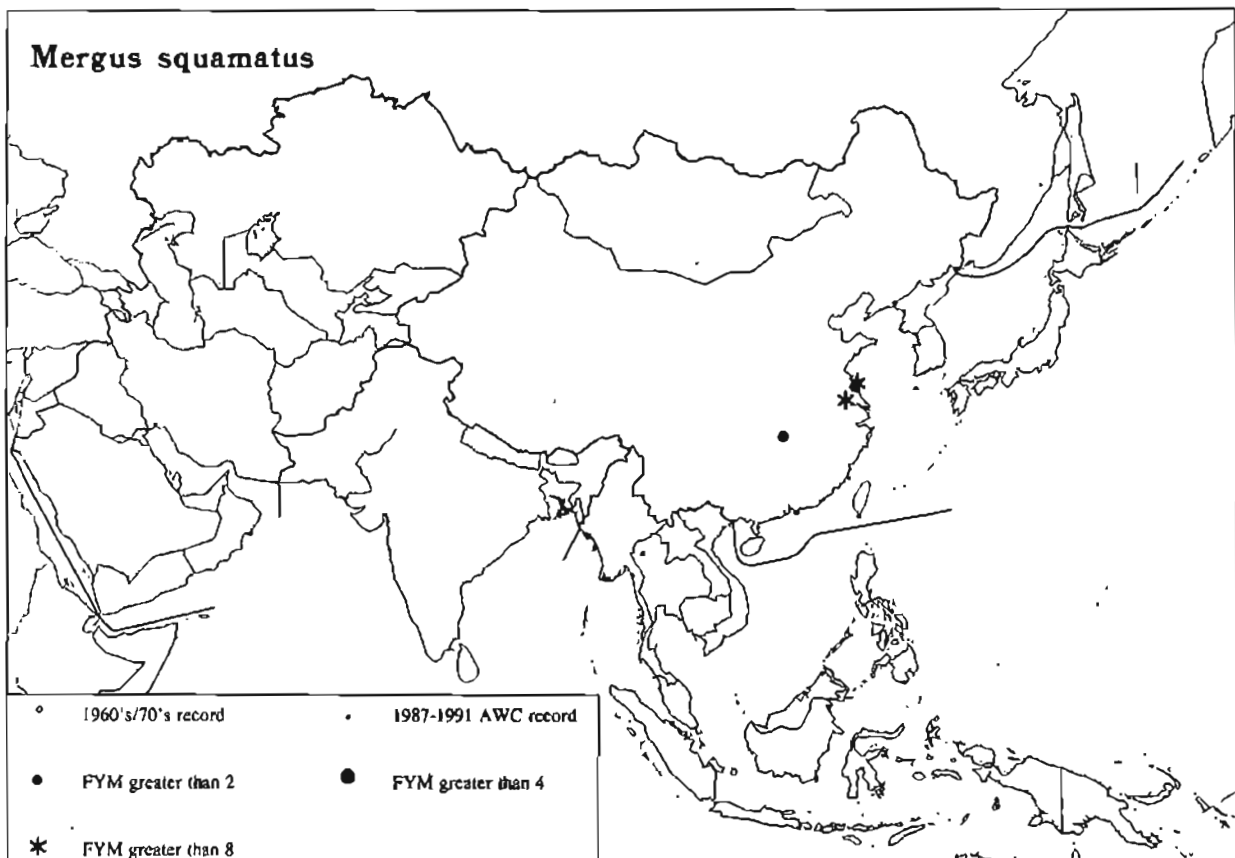 Mergus squamatus
1960's/70's record
1987-1991 AWC record
FYM greater than 2
FYM greater than 4
FYM greater than 8